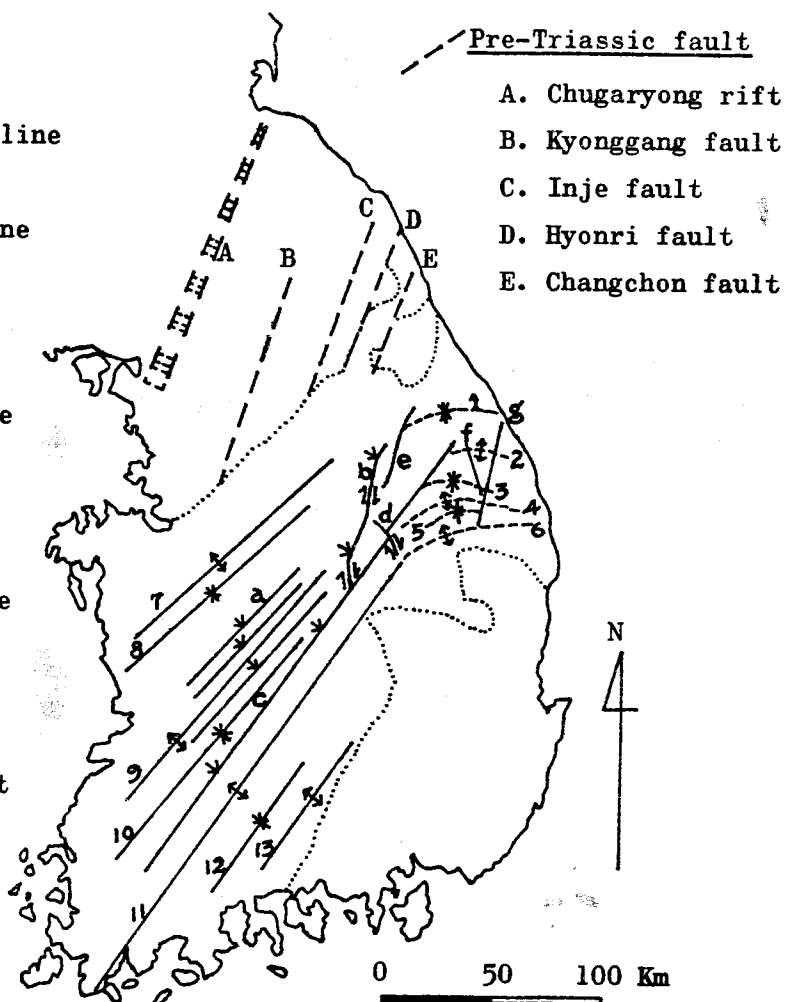 Pre-Triassic fault
A. Chugaryong rift
line
B. Kyonggang fault
C. Inje fault
ne
D. Hyonri fault
E. Changchon fault
C
D
A
B
E
e
1
g
f
b
e
2
3
d
4
5
6
7
a
e
8
N
c
9
t
10
12
13
11
0 50 100 Km